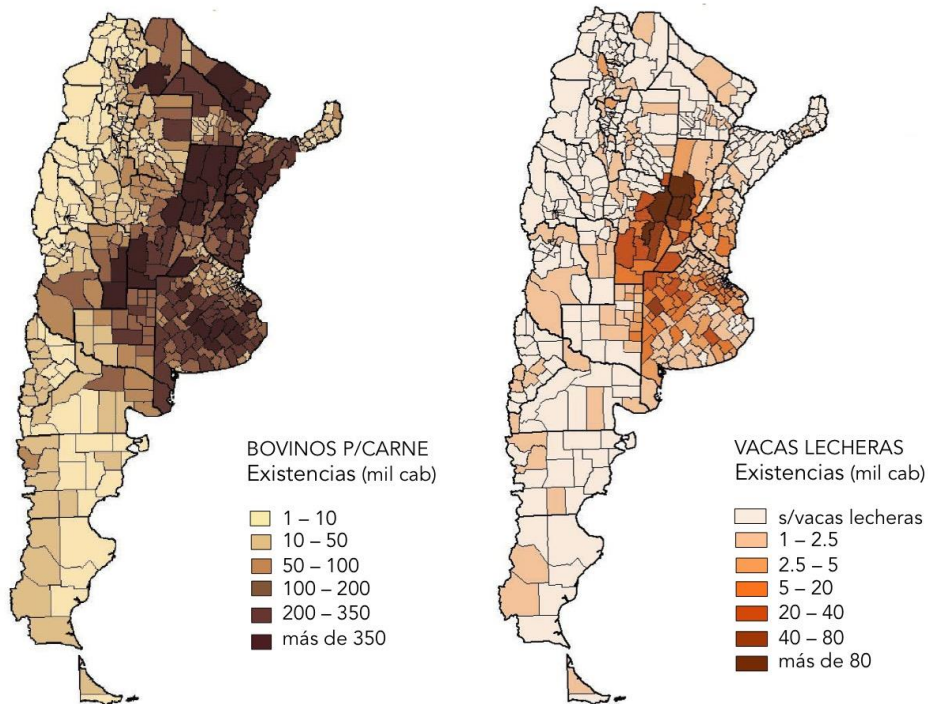 BOVINOS P/CARNE
Existencias (mil cab)
1 – 10
10 – 50
50 – 100
100 – 200
200 – 350
más de 350
VACAS LECHERAS
Existencias (mil cab)
s/vacas lecheras
1 – 2.5
2.5 – 5
5 – 20
20 – 40
40 – 80
más de 80